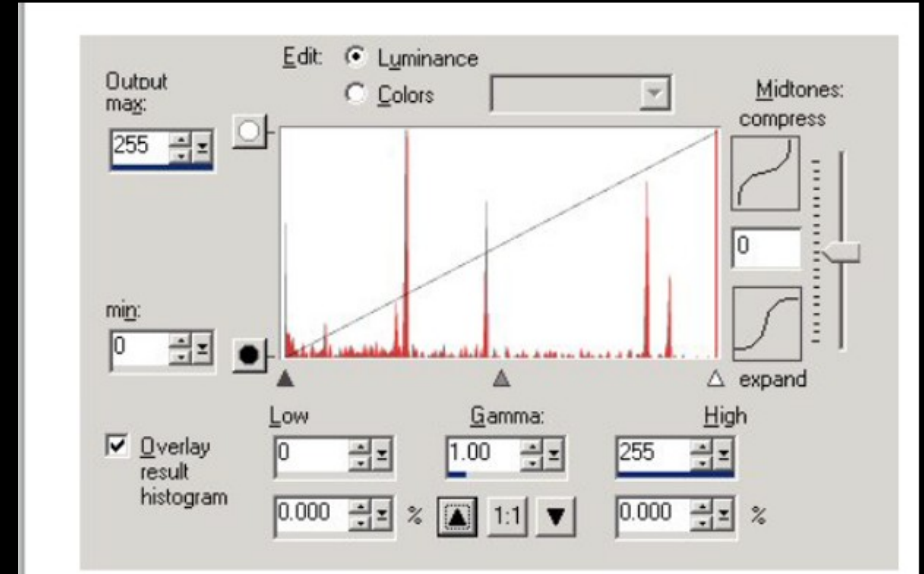 Edit: Luminance
Colors
Output
max:
255
Midtones:
compress
0
min:
0
expand
Low
Gamma:
High
Overlay
result
histogram
0
1.00
255
0.000 %
1:1
0.000 %